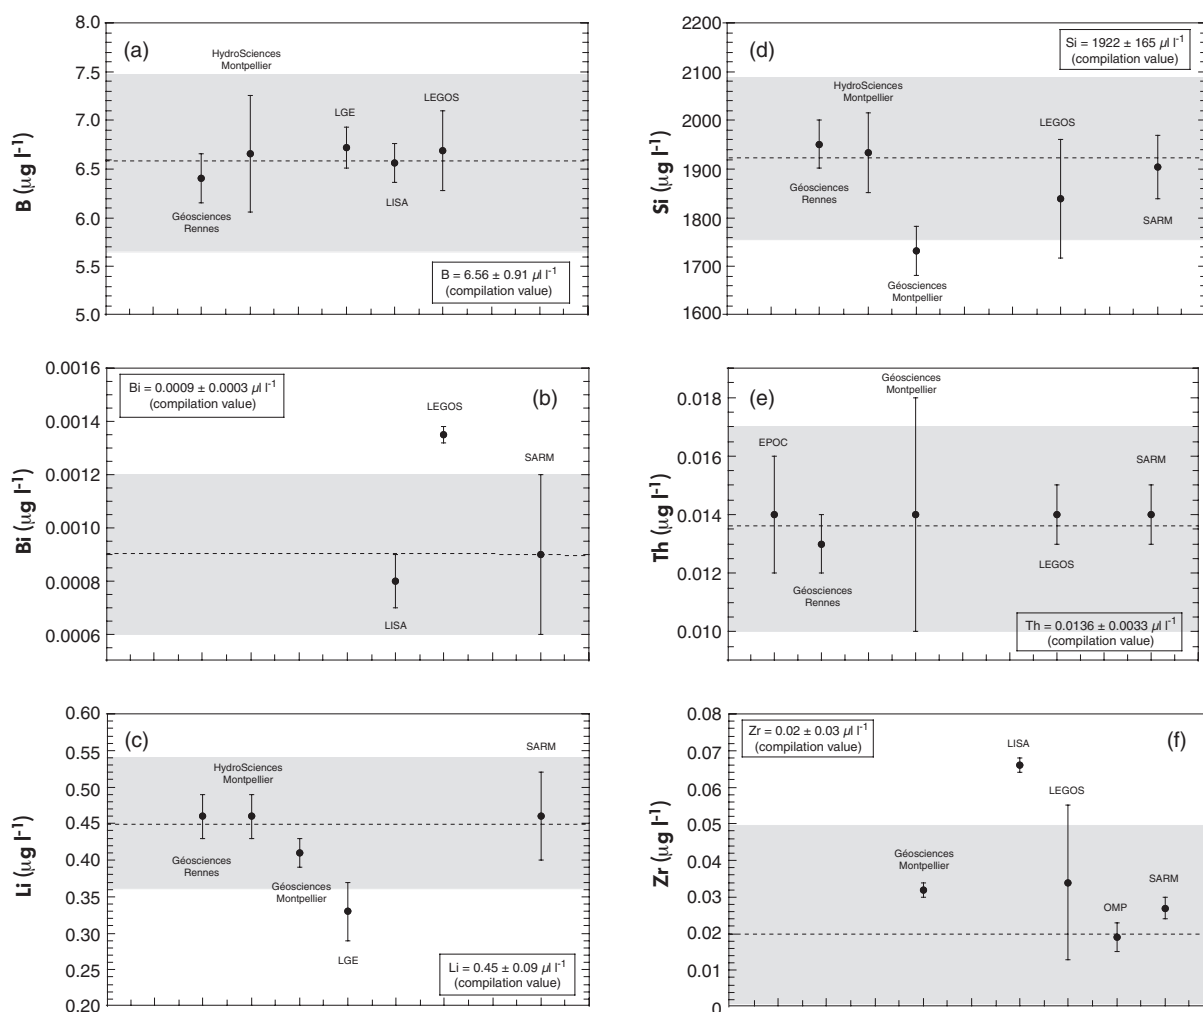 8.0
7.5
7.0
6.5
6.0
5.5
5.0
B (µg l-1)
(a)
HydroSciences
Montpellier
LGE
LEGOS
Géosciences
Rennes
LISA
B = 6.56 ± 0.91 µl l-1
(compilation value)
2200
2100
2000
1900
1800
1700
1600
Si (µg l-1)
(d)
Si = 1922 ± 165 µl l-1
(compilation value)
HydroSciences
Montpellier
LEGOS
Géosciences
Rennes
SARM
Géosciences
Montpellier
0.0016
0.0014
0.0012
0.0010
0.0008
0.0006
Bi (µg l-1)
Bi = 0.0009 ± 0.0003 µl l-1
(compilation value)
(b)
LEGOS
SARM
LISA
0.018
0.016
0.014
0.012
0.010
Th (µg l-1)
Géosciences
Montpellier
(e)
EPOC
SARM
LEGOS
Géosciences
Rennes
Th = 0.0136 ± 0.0033 µl l-1
(compilation value)
0.60
0.55
0.50
0.45
0.40
0.35
0.30
0.25
0.20
Li (µg l-1)
(c)
SARM
HydroSciences
Montpellier
Géosciences
Rennes
Géosciences
Montpellier
LGE
Li = 0.45 ± 0.09 µl l-1
(compilation value)
0.08
0.07
0.06
0.05
0.04
0.03
0.02
0.01
0
Zr (µg l-1)
Zr = 0.02 ± 0.03 µl l-1
(compilation value)
(f)
LISA
LEGOS
Géosciences
Montpellier
SARM
OMP